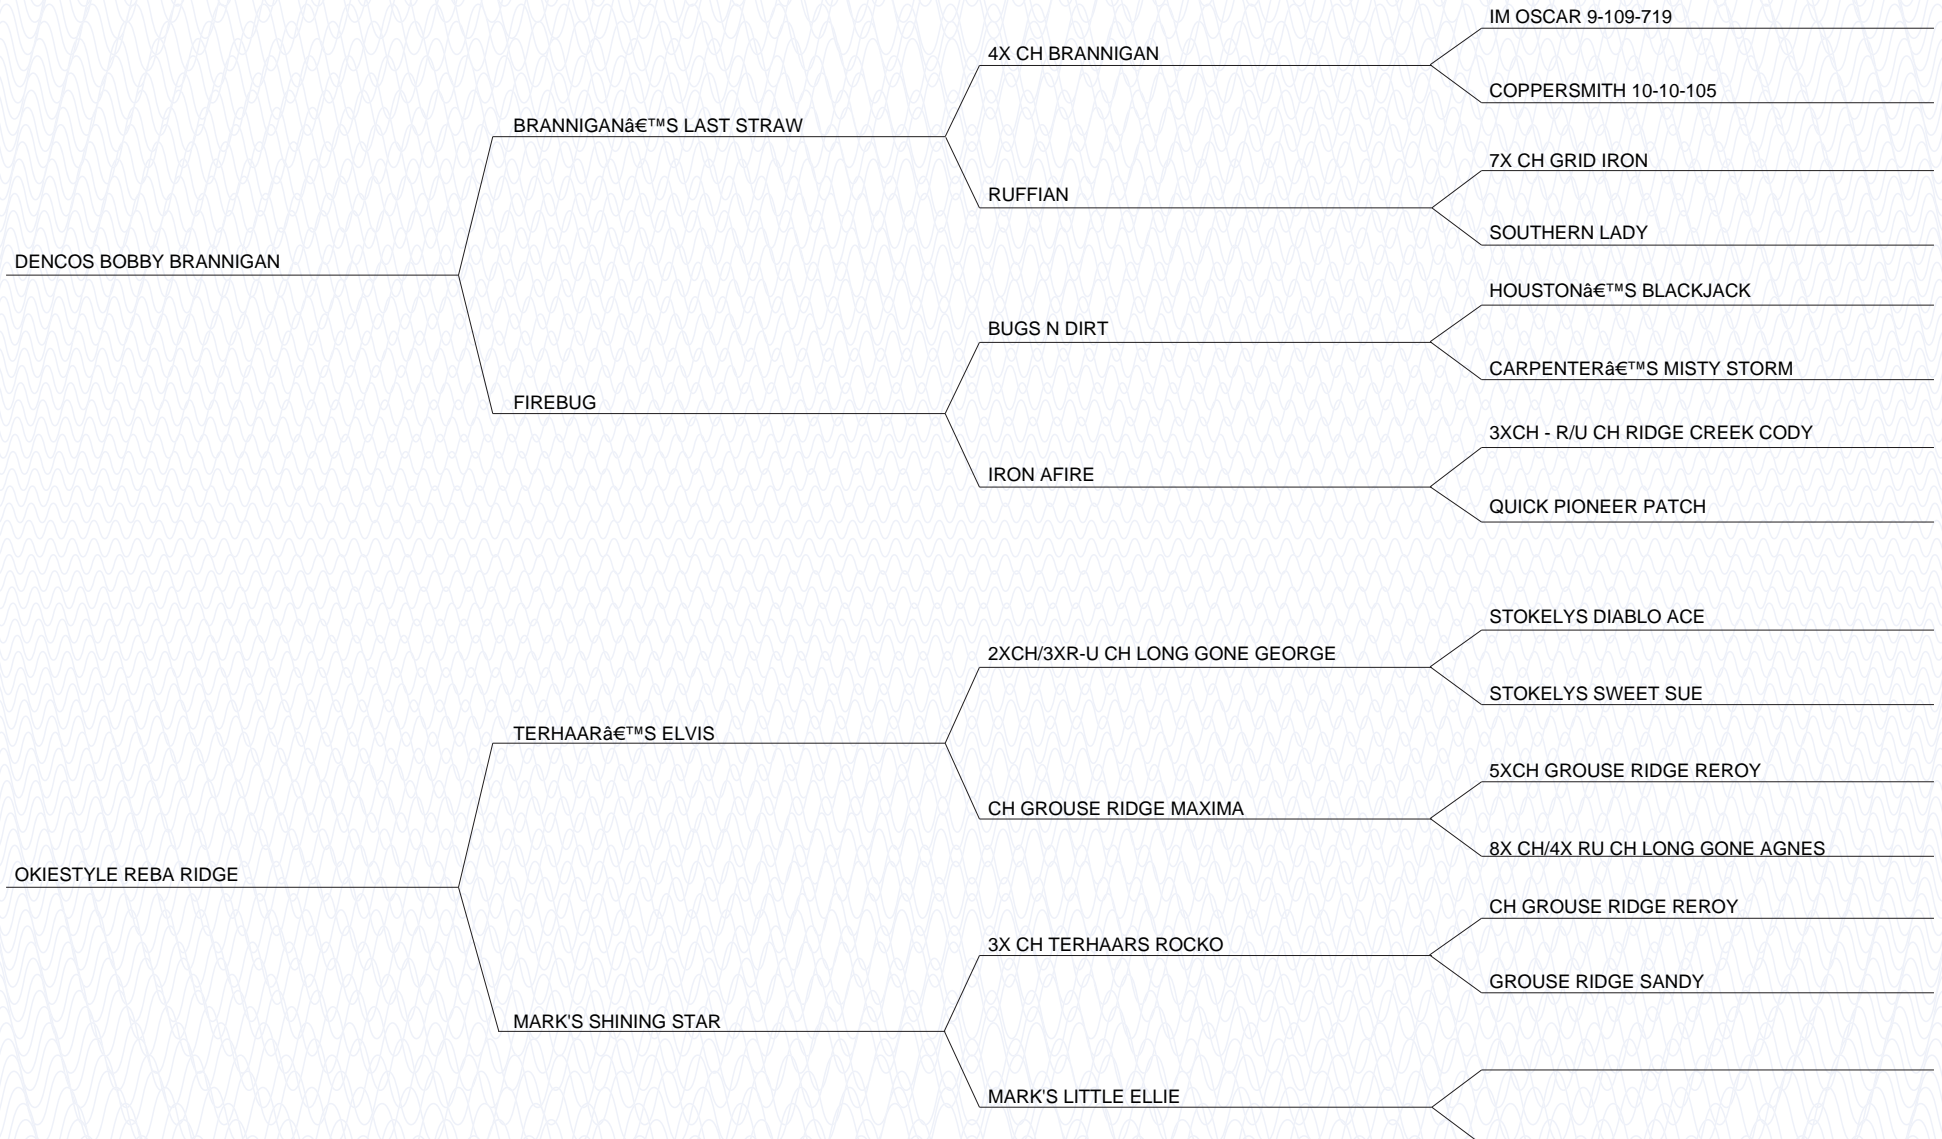 IM OSCAR 9-109-719
4X CH BRANNIGAN
COPPERSMITH 10-10-105
BRANNIGANâ€™S LAST STRAW
7X CH GRID IRON
RUFFIAN
SOUTHERN LADY
DENCOS BOBBY BRANNIGAN
HOUSTONâ€™S BLACKJACK
BUGS N DIRT
CARPENTERâ€™S MISTY STORM
FIREBUG
3XCH - R/U CH RIDGE CREEK CODY
IRON AFIRE
QUICK PIONEER PATCH
STOKELYS DIABLO ACE
2XCH/3XR-U CH LONG GONE GEORGE
STOKELYS SWEET SUE
TERHAARâ€™S ELVIS
5XCH GROUSE RIDGE REROY
CH GROUSE RIDGE MAXIMA
8X CH/4X RU CH LONG GONE AGNES
OKIESTYLE REBA RIDGE
CH GROUSE RIDGE REROY
3X CH TERHAARS ROCKO
GROUSE RIDGE SANDY
MARK'S SHINING STAR
MARK'S LITTLE ELLIE